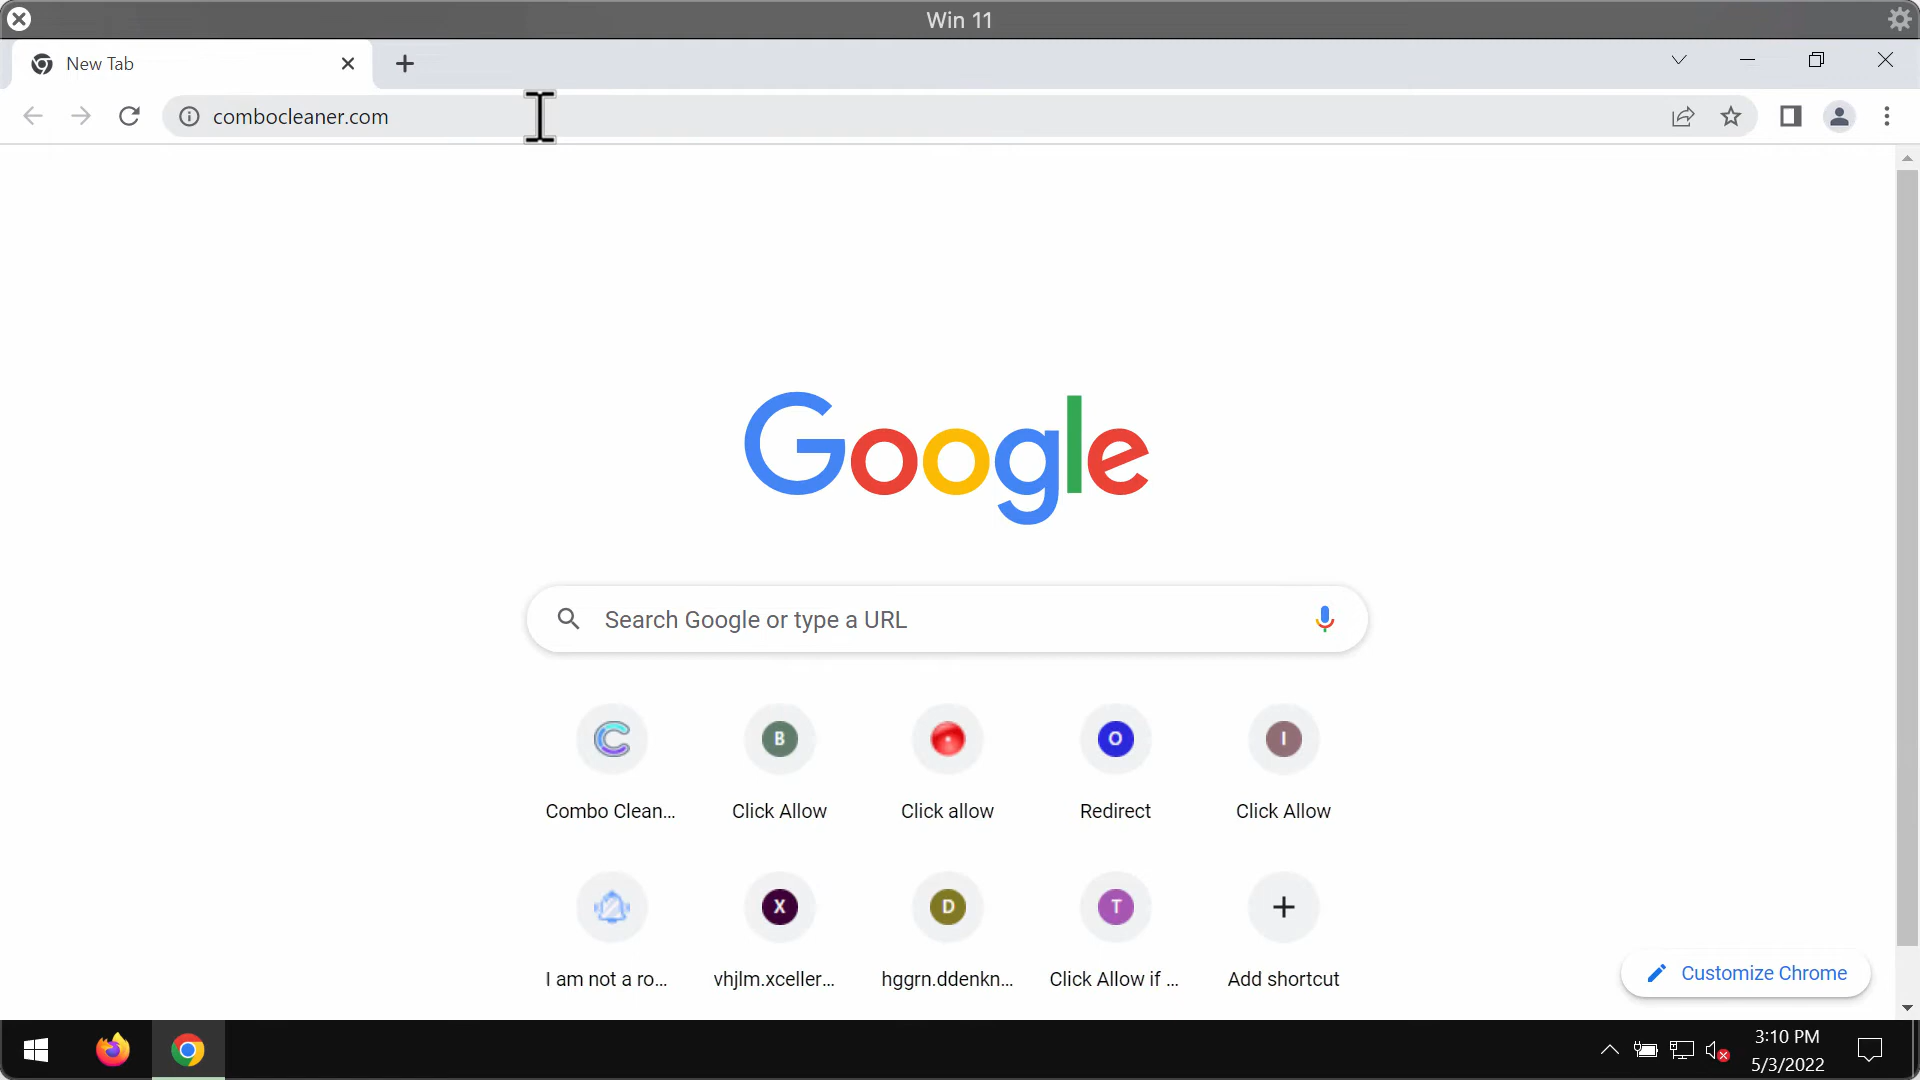 Win 11
New Tab
combocleaner.com
Google
Search Google or type a URL
Combo Clean...
Click Allow
Click allow
Redirect
Click Allow
B
O
I
I am not a ro...
vhjlm.xceller...
hggrn.ddenkn...
Click Allow if ...
Add shortcut
X
D
T
Customize Chrome
3:10 PM
5/3/2022